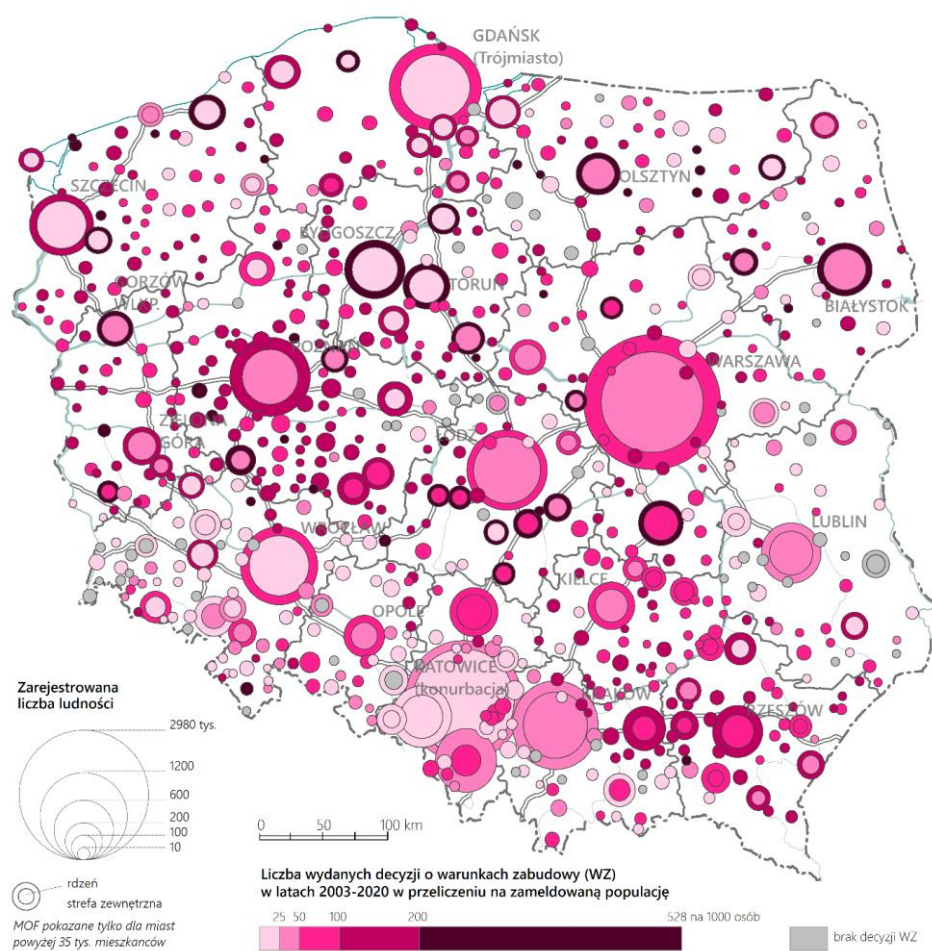 GDAŃSK
(Trójmiasto)
SZCZECIN
OLSZTYN
BYDGOSZCZ
GORZÓW
WLKP.
TORUŃ
BIAŁYSTOK
POZNAŃ
WARSZAWA
ZIELONA
GÓRA
ŁÓDŹ
WROCŁAW
LUBLIN
KIELCE
OPOLE
KATOWICE
(konurbacja)
KRAKÓW
RZESZÓW
Zarejestrowana
liczba ludności
2980 tys.
1200
600
200
100
10
rdzeń
strefa zewnętrzna
MOF pokazane tylko dla miast
powyżej 35 tys. mieszkańców
0 50 100 km
Liczba wydanych decyzji o warunkach zabudowy (WZ)
w latach 2003-2020 w przeliczeniu na zameldowaną populację
25 50 100 200 528 na 1000 osób
brak decyzji WZ